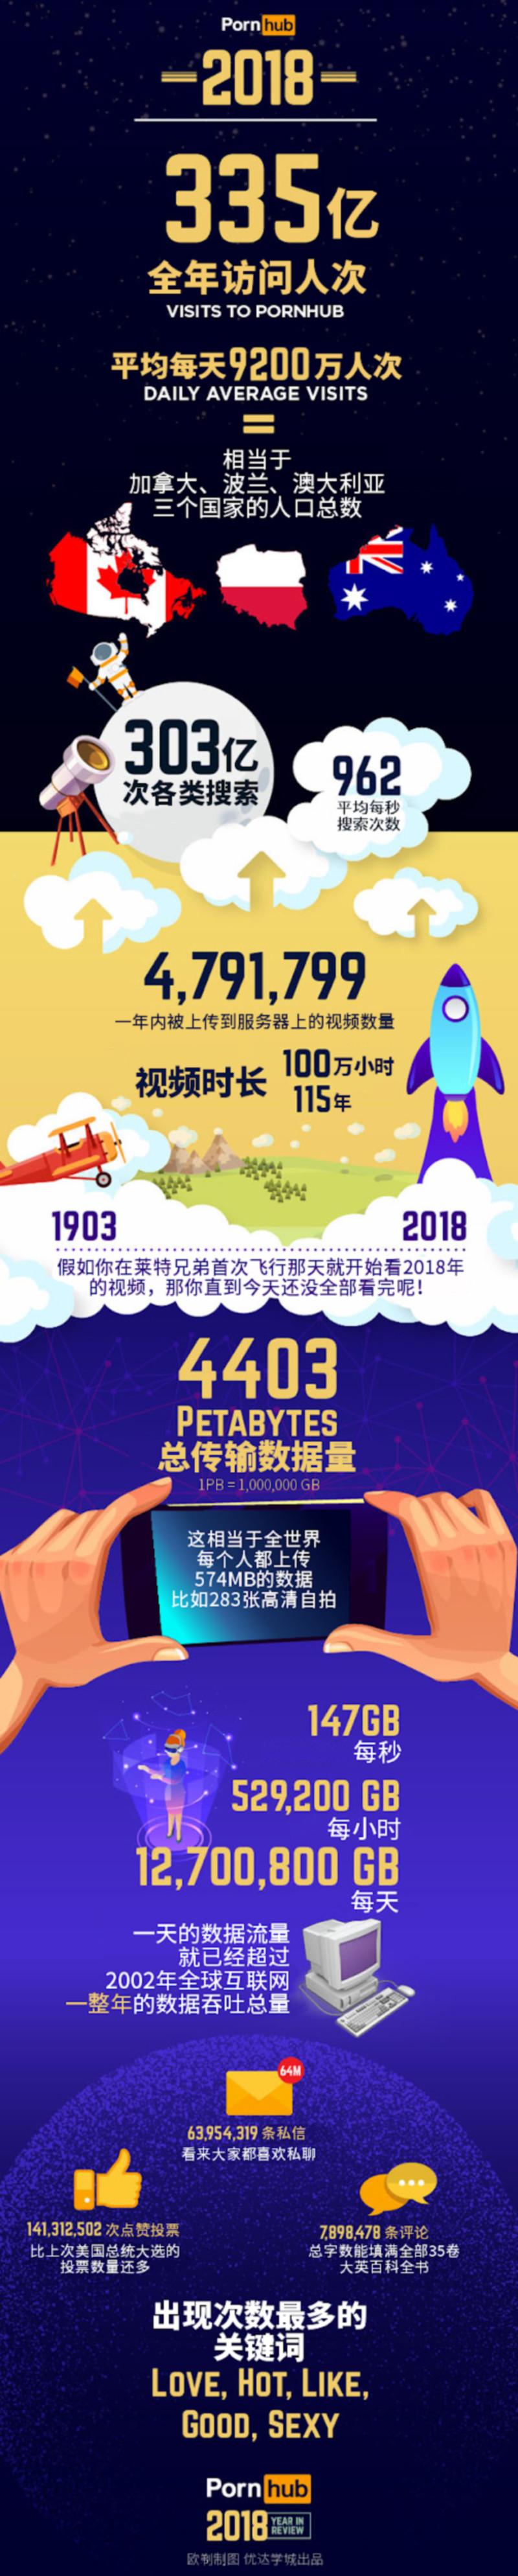 Pornhub
2018
335亿
全年访问人次
VISITS TO PORNHUB
平均每天9200万人次
DAILY AVERAGE VISITS
=
相当于
加拿大、波兰、澳大利亚
三个国家的人口总数
303亿
次各类搜索
962
平均每秒
搜索次数
4,791,799
一年内被上传到服务器上的视频数量
视频时长
100万小时
115年
1903
2018
假如你在莱特兄弟首次飞行那天就开始看2018年
的视频，那你直到今天还没全部看完呢！
4403
PETABYTES
总传输数据量
1PB = 1,000,000 GB
这相当于全世界
每个人都上传
574MB的数据
比如283张高清自拍
147GB
每秒
529,200 GB
每小时
12,700,800 GB
每天
一天的数据流量
就已经超过
2002年全球互联网
一整年的数据吞吐总量
64M
63,954,319 条私信
看来大家都喜欢私聊
141,312,502 次点赞投票
比上次美国总统大选的
投票数量还多
7,898,478 条评论
总字数能填满全部35卷
大英百科全书
出现次数最多的
关键词
LOVE, HOT, LIKE,
GOOD, SEXY
Pornhub
2018 YEAR IN
REVIEW
制图 优达学城出品